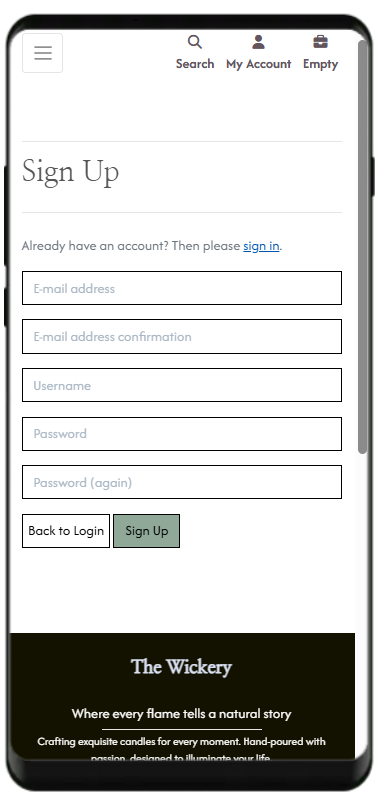 Search My Account Empty
Sign Up
Already have an account? Then please sign in.
E-mail address
E-mail address confirmation
Username
Password
Password (again)
Back to Login Sign Up
The Wickery
Where every flame tells a natural story
Crafting exquisite candles for every moment. Hand-poured with
passion, designed to illuminate your life.